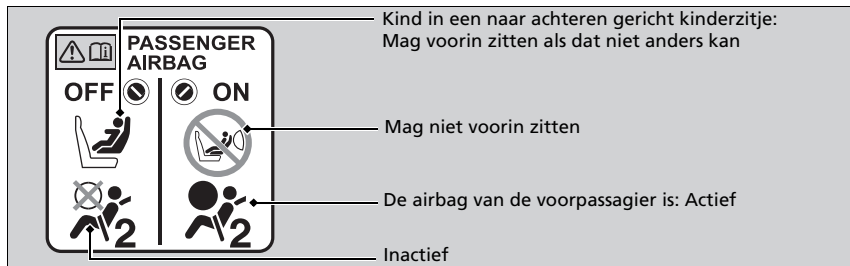 PASSENGER
AIRBAG
OFF
ON
2
2
Kind in een naar achteren gericht kinderzitje:
Mag voorin zitten als dat niet anders kan
Mag niet voorin zitten
De airbag van de voorpassagier is: Actief
Inactief